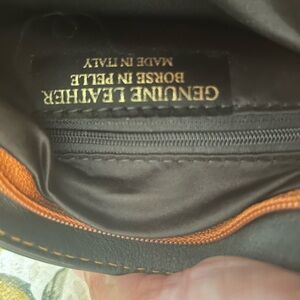 GENUINE LEATHER
BORSE IN PELLE
MADE IN ITALY